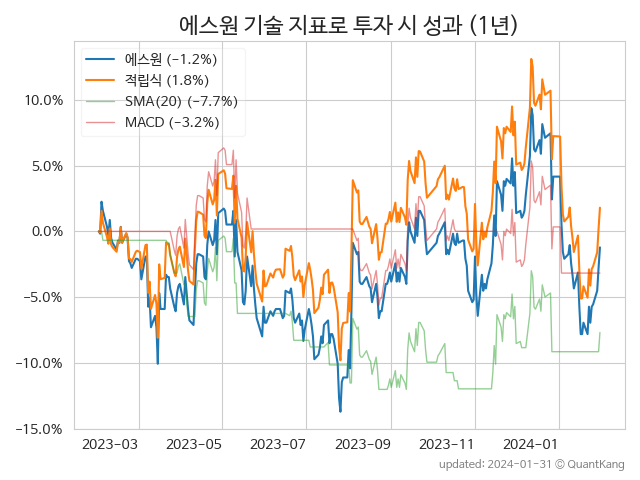 에스원 기술 지표로 투자 시 성과 (1년)
에스원 (−1.2%)
적립식 (1.8%)
SMA(20) (−7.7%)
MACD (−3.2%)
10.0%
5.0%
0.0%
−5.0%
−10.0%
−15.0%
2023-03 2023-05 2023-07 2023-09 2023-11 2024-01
updated: 2024-01-31 © QuantKang